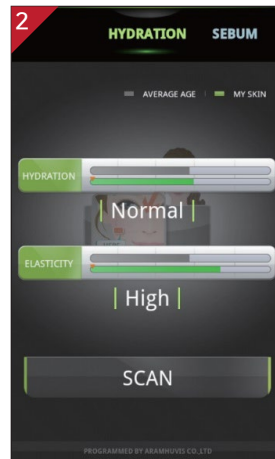 2
HYDRATION SEBUM
AVERAGE AGE MY SKIN
HYDRATION
Normal
ELASTICITY
High
SCAN
PROGRAMMED BY ARAMHUVIS CO.,LTD